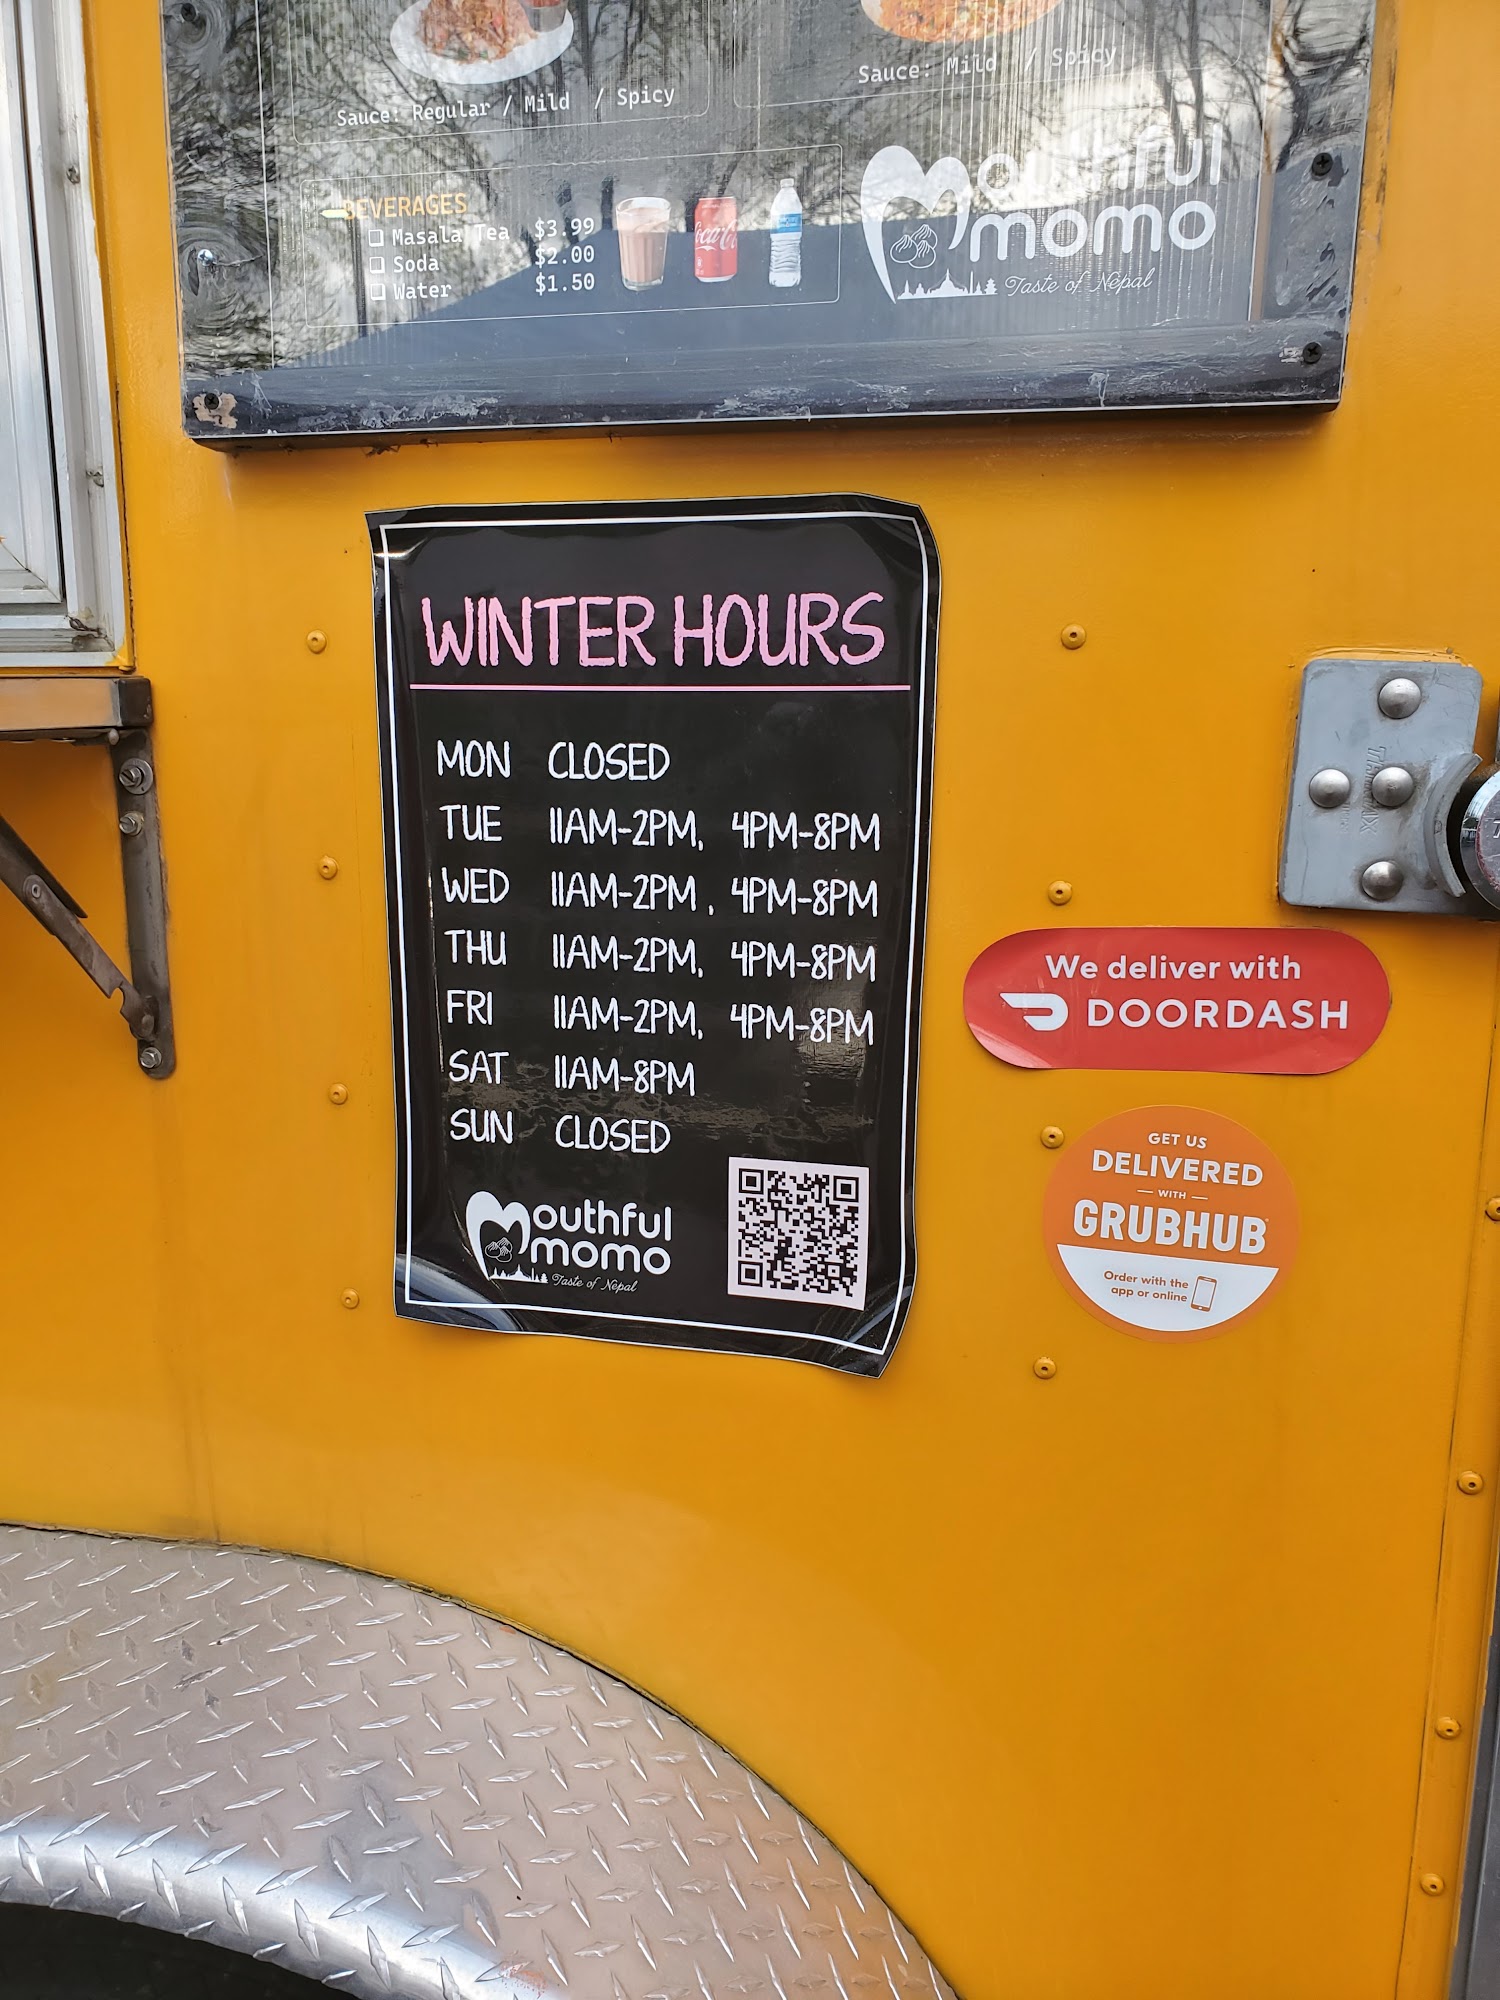 Sauce: Regular / Mild / Spicy
Sauce: Mild / Spicy
BEVERAGES
Masala Tea $3.99
Soda $2.00
Water $1.50
Coca-Cola
Mouthful
momo
Taste of Nepal
WINTER HOURS
MON CLOSED
TUE 11AM-2PM, 4PM-8PM
WED 11AM-2PM, 4PM-8PM
THU 11AM-2PM, 4PM-8PM
FRI 11AM-2PM, 4PM-8PM
SAT 11AM-8PM
SUN CLOSED
Mouthful
momo
Taste of Nepal
We deliver with
DOORDASH
GET US
DELIVERED
— WITH —
GRUBHUB
Order with the
app or online